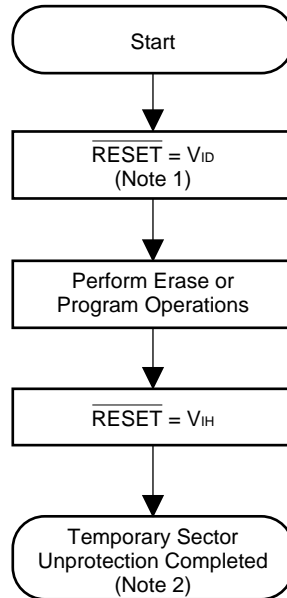 Start
RESET = VID
(Note 1)
Perform Erase or
Program Operations
RESET = VIH
Temporary Sector
Unprotection Completed
(Note 2)